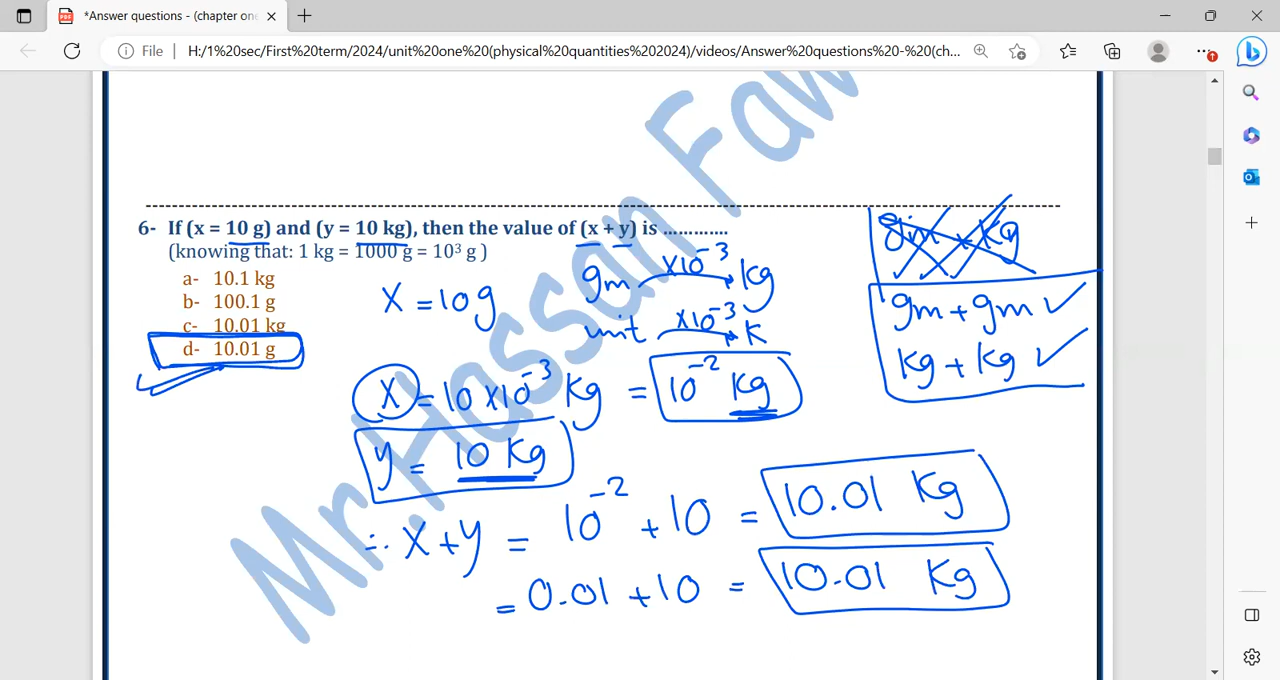 *Answer questions - (chapter one
File H:/1%20sec/First%20term/2024/unit%20one%20(physical%20quantities%202024)/videos/Answer%20questions%20-%20(ch...
Mr.Hassan Faw
6- If (x = 10 g) and (y = 10 kg), then the value of (x + y) is .............
(knowing that: 1 kg = 1000 g = 10³ g )
a- 10.1 kg
b- 100.1 g
c- 10.01 kg
d- 10.01 g
gm + kg
gm + gm ✓
kg + kg ✓
gm ×10⁻³ kg
unit ×10⁻³ K
X = 10 g
X = 10 ×10⁻³ kg = 10⁻² kg
y = 10 Kg
∴ X + y = 10⁻² + 10 = 10.01 Kg
= 0.01 + 10 = 10.01 Kg